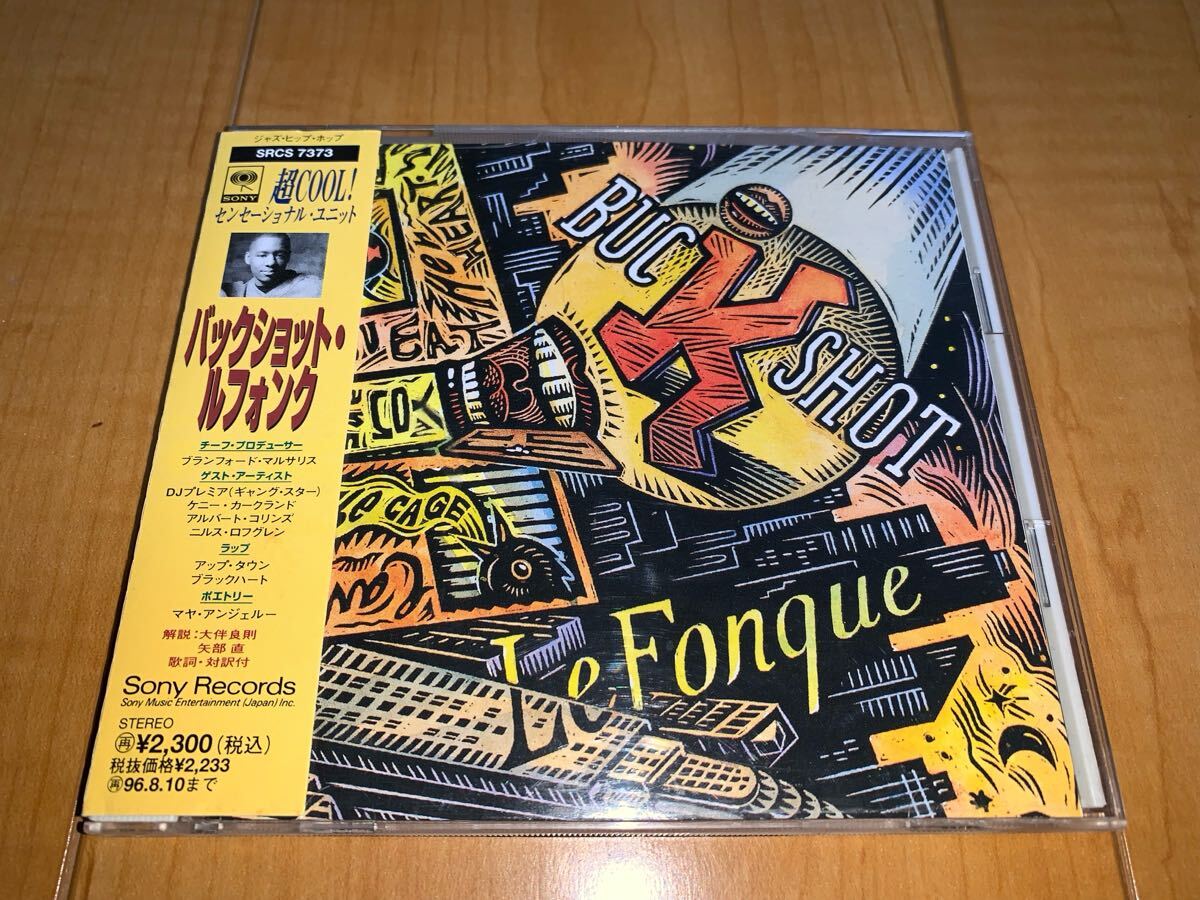 ジャズ・ヒップ・ホップ
SRCS 7373
SONY
超COOL!
センセーショナル・ユニット
バックショット・
ルフォンク
チーフ・プロデューサー
ブランフォード・マルサリス
ゲスト・アーティスト
DJプレミア(ギャング・スター)
ケニー・カークランド
アルバート・コリンズ
ニルス・ロフグレン
ラップ
アップ・タウン
ブラックハート
ポエトリー
マヤ・アンジェルー
解説:大伴良則
矢部 直
歌詞・対訳付
Sony Records
Sony Music Entertainment (Japan) Inc.
STEREO
再¥2,300(税込)
税抜価格¥2,233
再96.8.10まで
BUCK
SHOT
LeFonque
CAGE